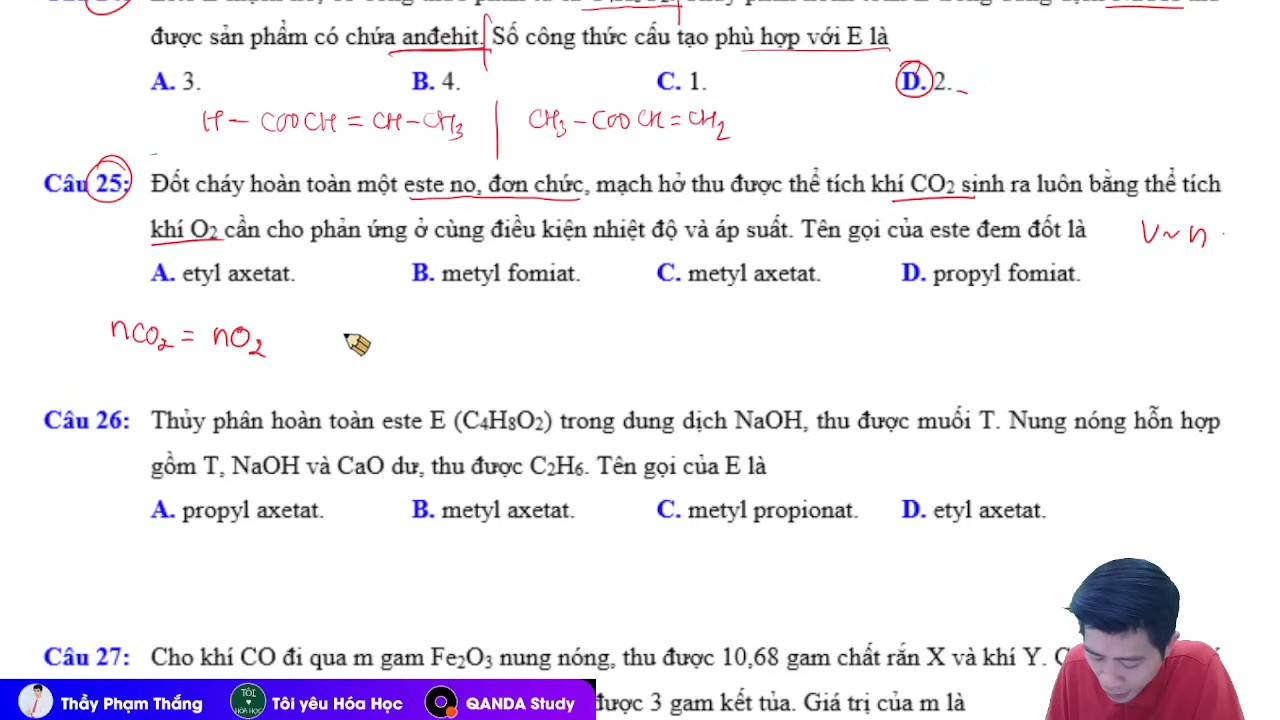 được sản phẩm có chứa anđehit. Số công thức cấu tạo phù hợp với E là
A. 3. B. 4. C. 1. D. 2.
H - COOCH = CH - CH3 | CH3 - COOCH = CH2
Câu 25: Đốt cháy hoàn toàn một este no, đơn chức, mạch hở thu được thể tích khí CO2 sinh ra luôn bằng thể tích
khí O2 cần cho phản ứng ở cùng điều kiện nhiệt độ và áp suất. Tên gọi của este đem đốt là
V ~ n
A. etyl axetat. B. metyl fomiat. C. metyl axetat. D. propyl fomiat.
nCO2 = nO2
Câu 26: Thủy phân hoàn toàn este E (C4H8O2) trong dung dịch NaOH, thu được muối T. Nung nóng hỗn hợp
gồm T, NaOH và CaO dư, thu được C2H6. Tên gọi của E là
A. propyl axetat. B. metyl axetat. C. metyl propionat. D. etyl axetat.
Câu 27: Cho khí CO đi qua m gam Fe2O3 nung nóng, thu được 10,68 gam chất rắn X và khí Y.
được 3 gam kết tủa. Giá trị của m là
Thầy Phạm Thắng TÔI YÊU HÓA HỌC Tôi yêu Hóa Học QANDA Study